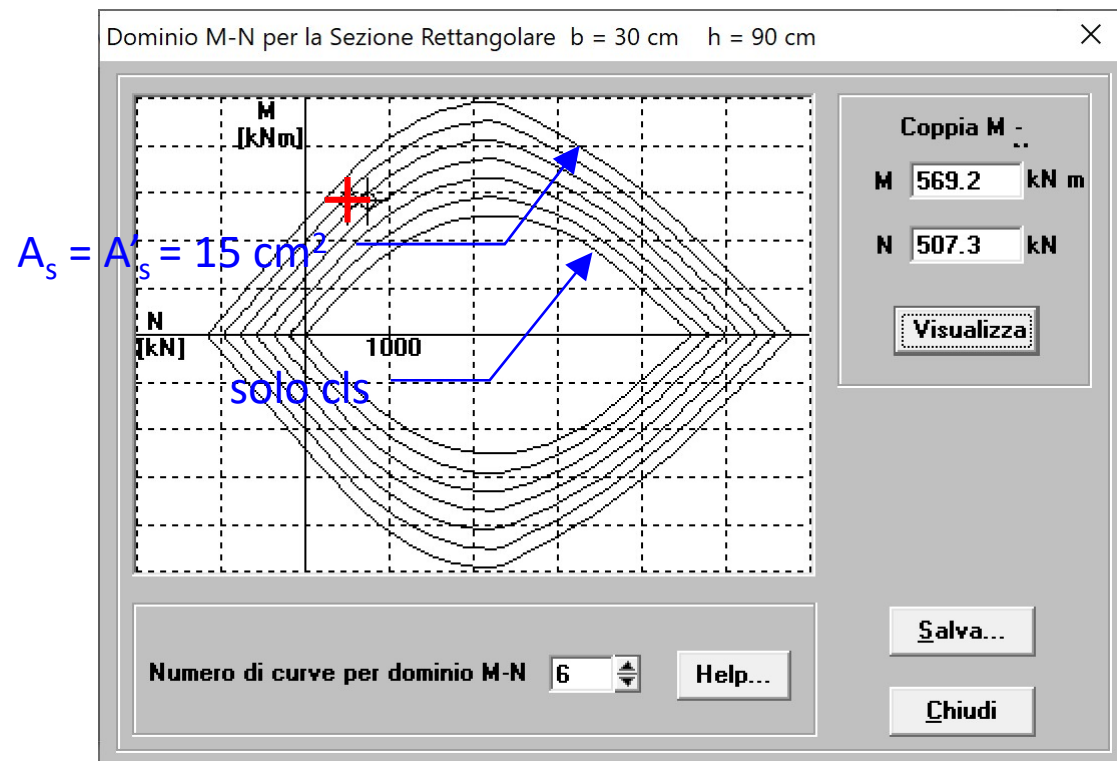 Dominio M-N per la Sezione Rettangolare b = 30 cm h = 90 cm
M
[kNm]
N
[kN]
1000
As = A's = 15 cm2
solo cls
Coppia M -
M 569.2 kN m
N 507.3 kN
Visualizza
Numero di curve per dominio M-N 6
Help...
Salva...
Chiudi